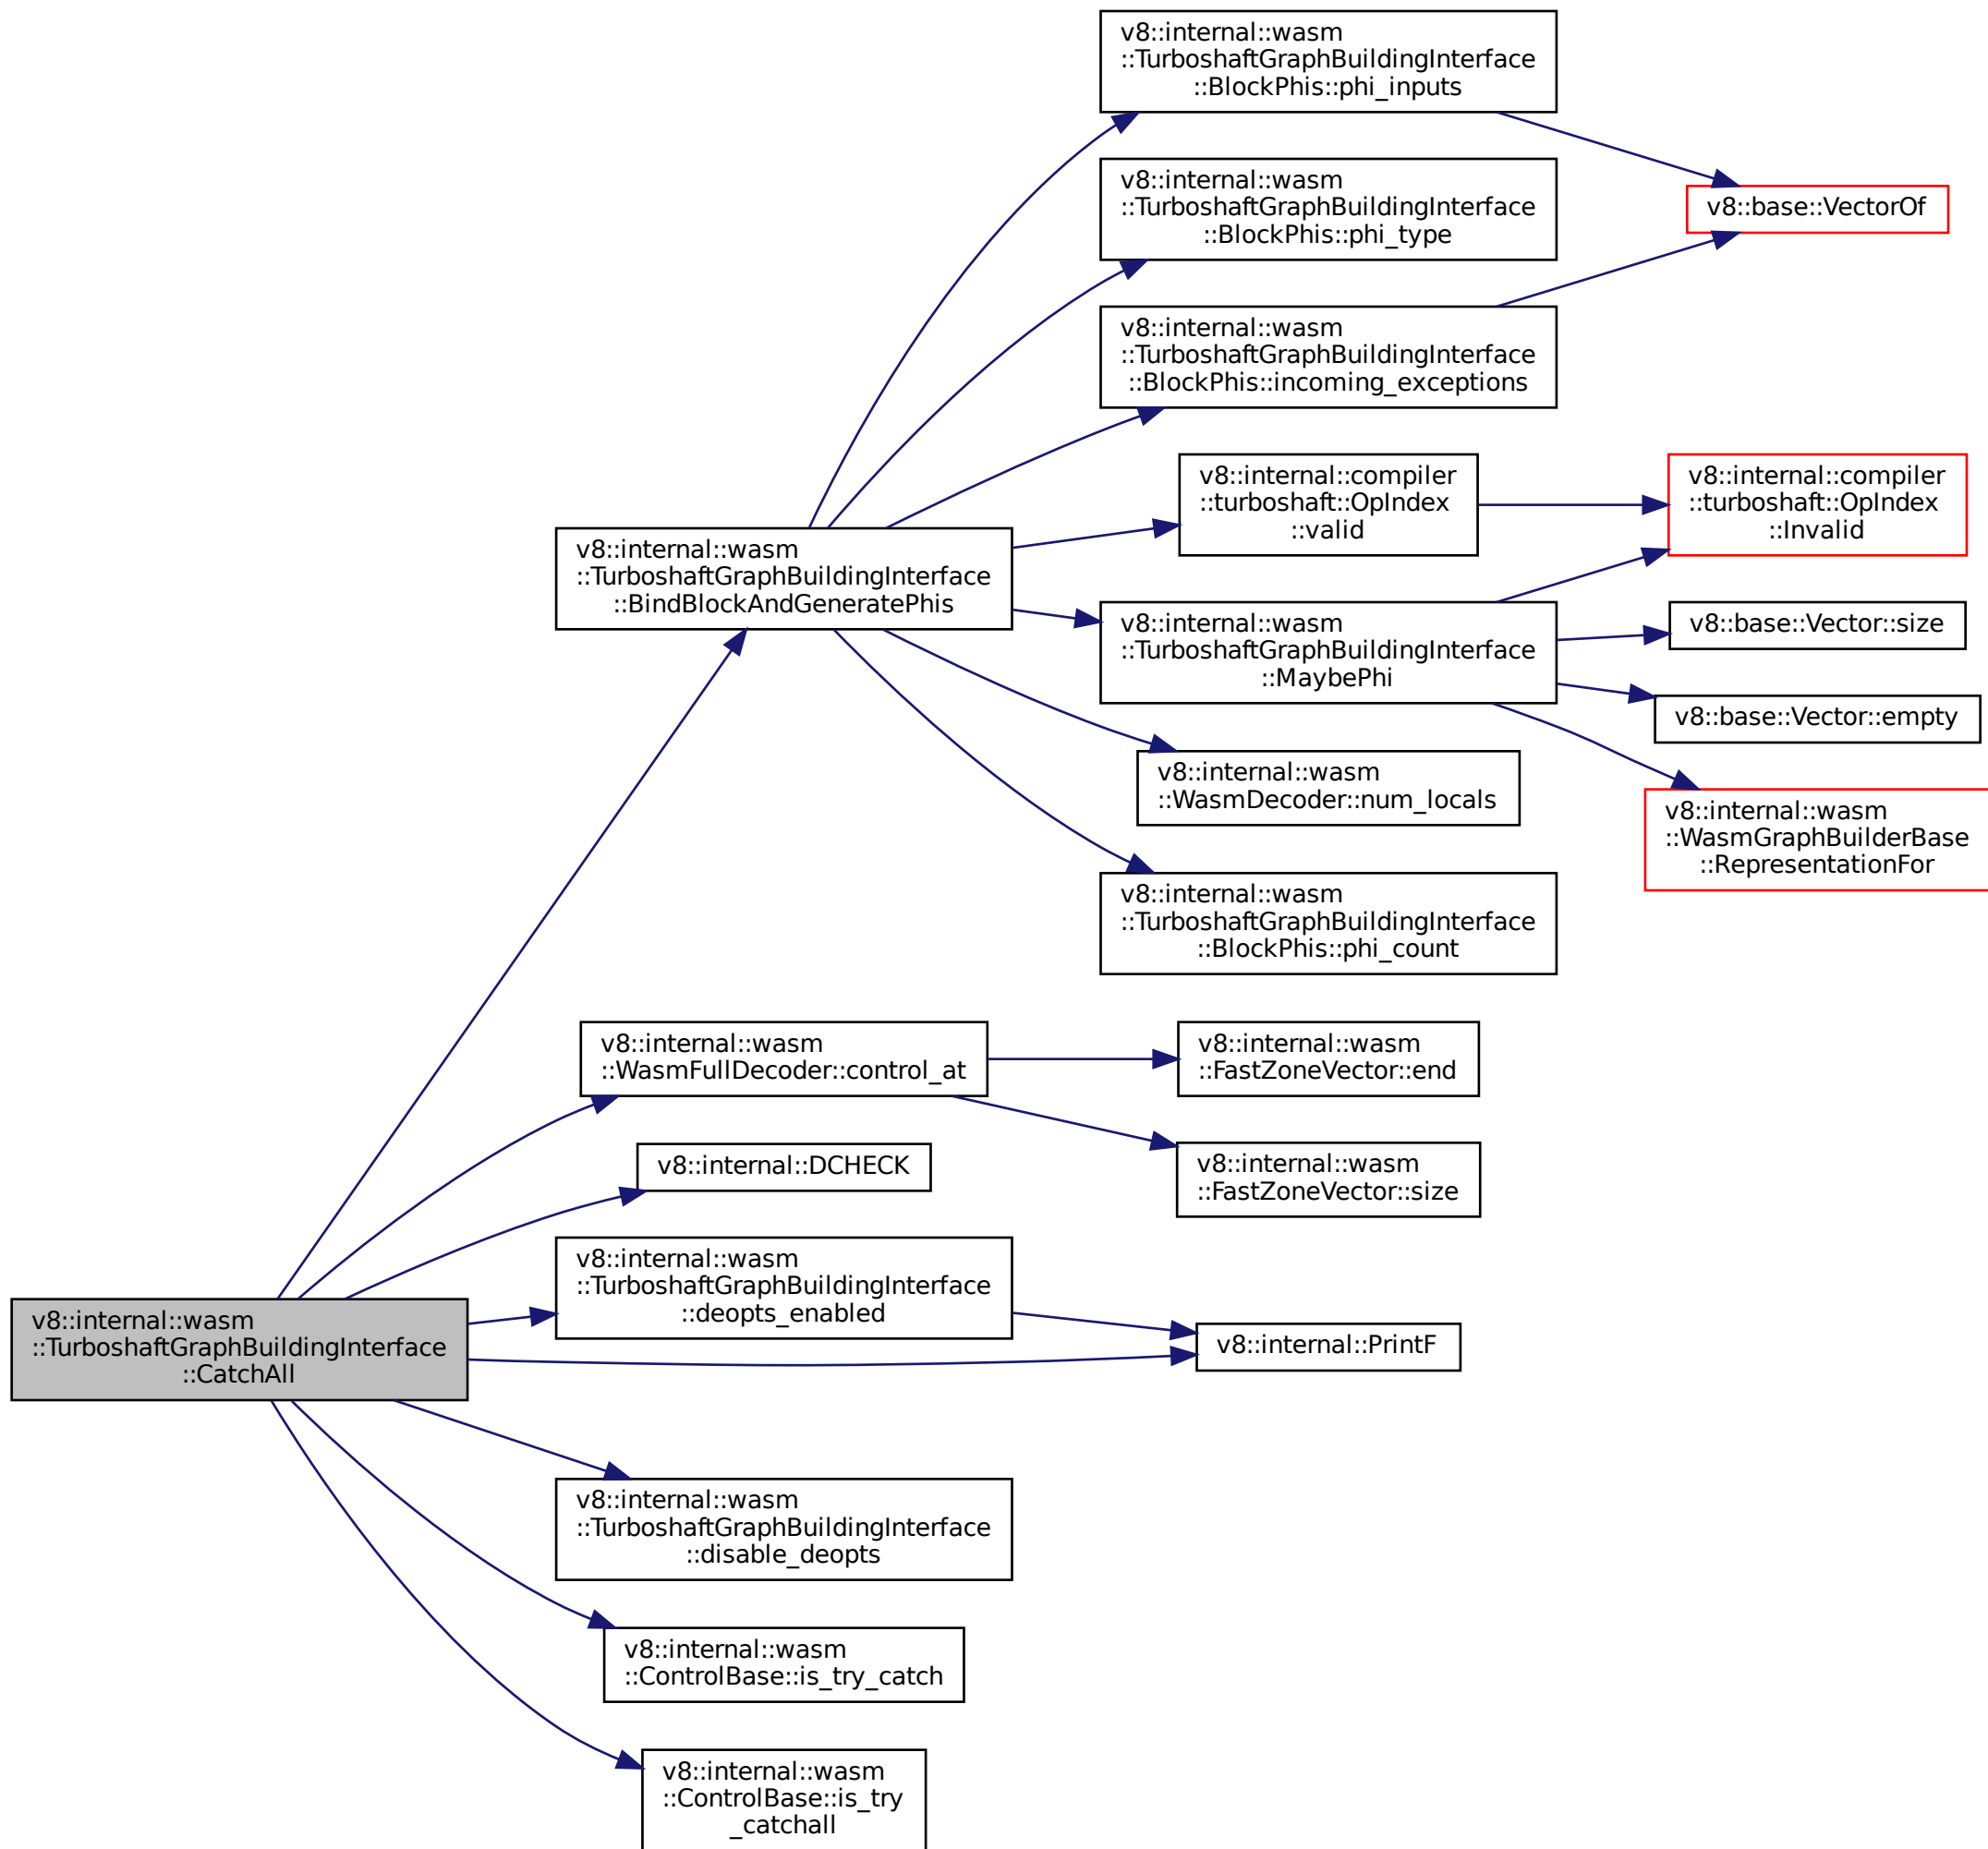 v8::internal::wasm
::TurboshaftGraphBuildingInterface
::CatchAll
v8::internal::wasm
::TurboshaftGraphBuildingInterface
::BindBlockAndGeneratePhis
v8::internal::wasm
::TurboshaftGraphBuildingInterface
::BlockPhis::phi_inputs
v8::base::VectorOf
v8::internal::wasm
::TurboshaftGraphBuildingInterface
::BlockPhis::phi_type
v8::internal::wasm
::TurboshaftGraphBuildingInterface
::BlockPhis::incoming_exceptions
v8::internal::compiler
::turboshaft::OpIndex
::valid
v8::internal::compiler
::turboshaft::OpIndex
::Invalid
v8::internal::wasm
::TurboshaftGraphBuildingInterface
::MaybePhi
v8::base::Vector::size
v8::base::Vector::empty
v8::internal::wasm
::WasmGraphBuilderBase
::RepresentationFor
v8::internal::wasm
::WasmDecoder::num_locals
v8::internal::wasm
::TurboshaftGraphBuildingInterface
::BlockPhis::phi_count
v8::internal::wasm
::WasmFullDecoder::control_at
v8::internal::wasm
::FastZoneVector::end
v8::internal::wasm
::FastZoneVector::size
v8::internal::DCHECK
v8::internal::wasm
::TurboshaftGraphBuildingInterface
::deopts_enabled
v8::internal::PrintF
v8::internal::wasm
::TurboshaftGraphBuildingInterface
::disable_deopts
v8::internal::wasm
::ControlBase::is_try_catch
v8::internal::wasm
::ControlBase::is_try
_catchall